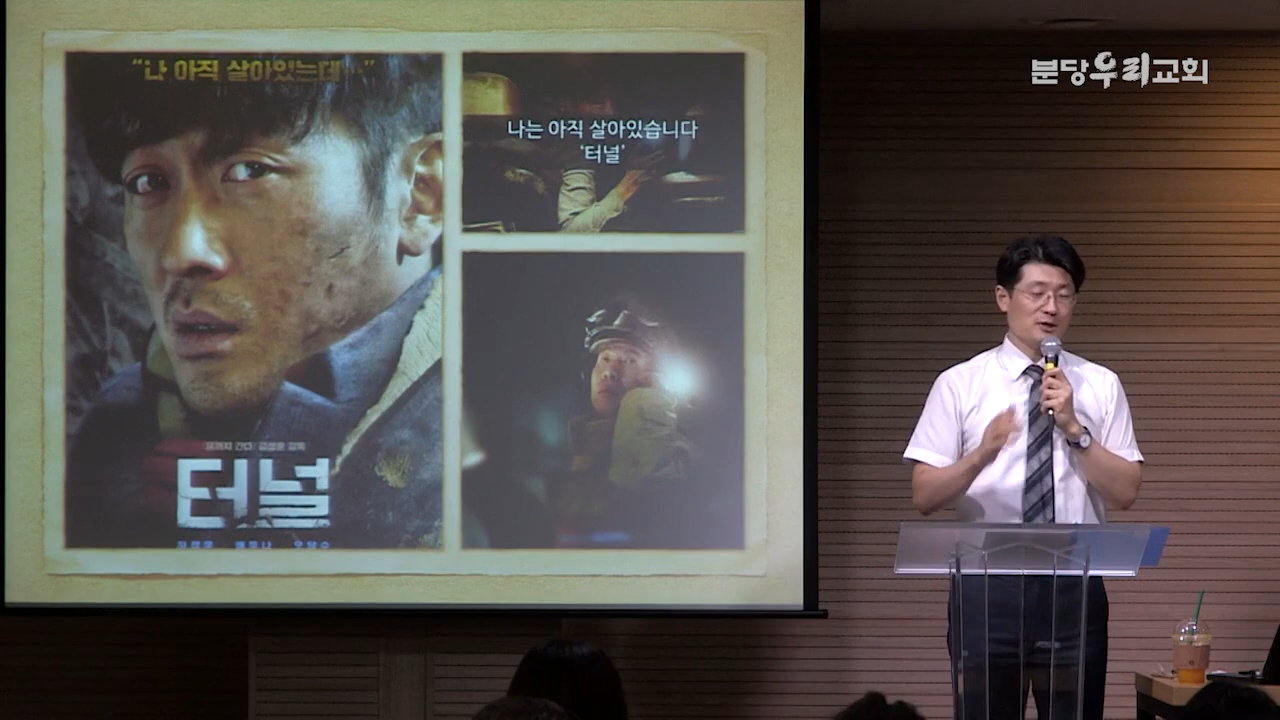 분당우리교회
"나 아직 살아있는데…"
나는 아직 살아있습니다
'터널'
터널